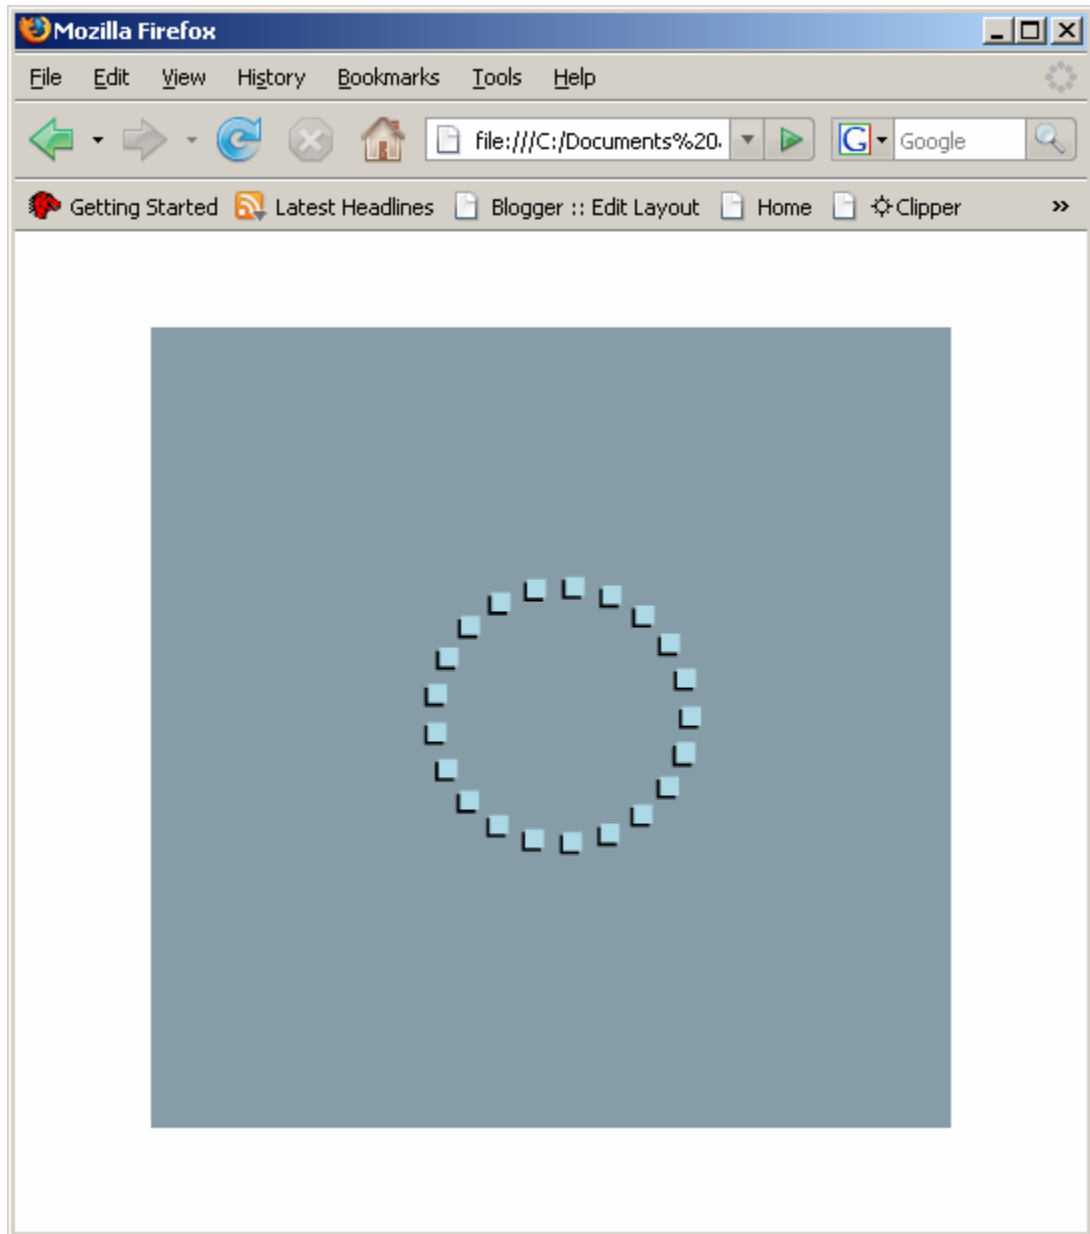 Mozilla Firefox
File Edit View History Bookmarks Tools Help
file:///C:/Documents%20. G Google
Getting Started Latest Headlines Blogger :: Edit Layout Home Clipper »